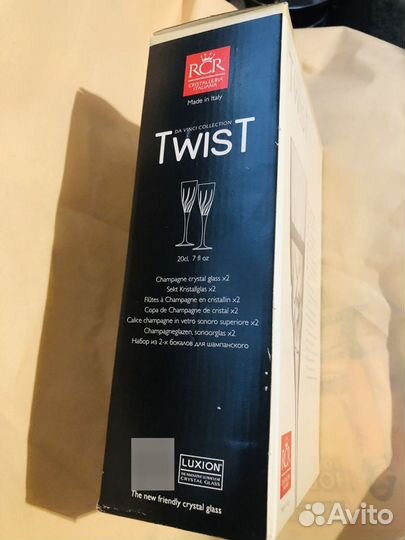 RCR
CRISTALLERIA
ITALIANA
Made in Italy
DA VINCI COLLECTION
TWIST
20cl, 7 fl oz
Champagne crystal glass x2
Sekt Kristallglas x2
Flûtes à Champagne en cristallin x2
Copa de Champagne de cristal x2
Calice champagne in vetro sonoro superiore x2
Champagneglazen, sonoorglas x2
Набор из 2-х бокалов для шампанского
LUXION®
CRYSTAL GLASS
The new friendly crystal glass
RCR
Avito